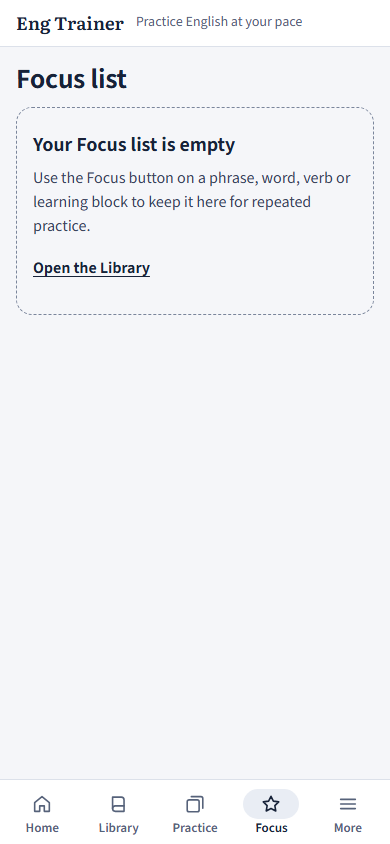 Eng Trainer Practice English at your pace
Focus list
Your Focus list is empty
Use the Focus button on a phrase, word, verb or
learning block to keep it here for repeated
practice.
Open the Library
Home Library Practice Focus More